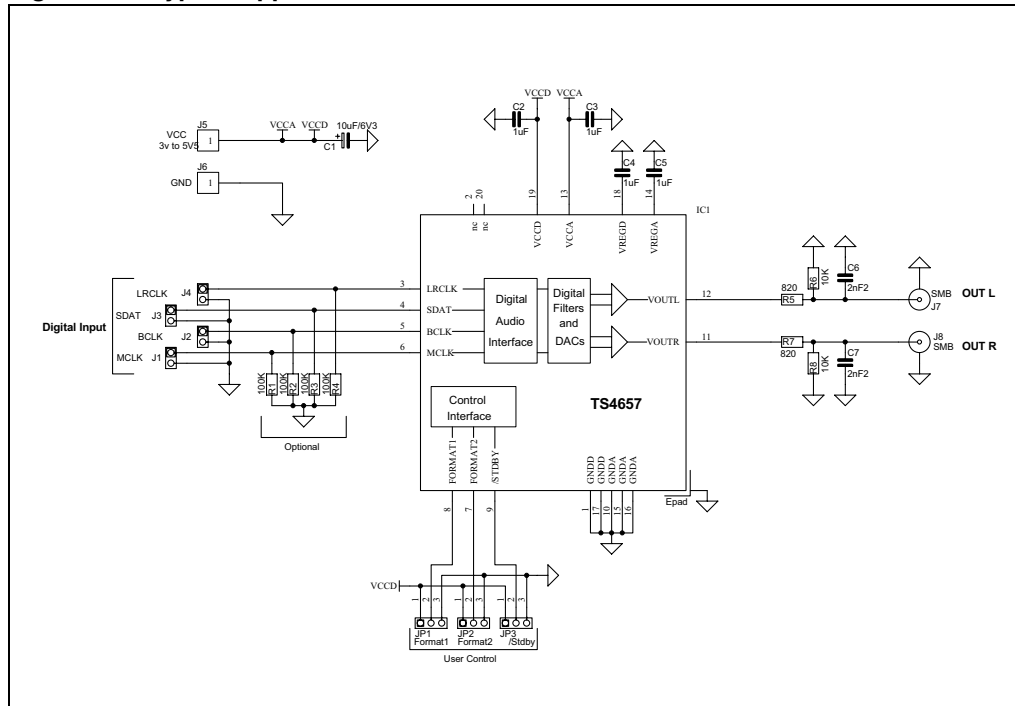 J5
VCC
3v to 5V5
1
VCCA
VCCD
10uF/6V3
+
C1
J6
GND
1
VCCD
VCCA
C2
1uF
C3
1uF
C4
1uF
C5
1uF
2
20
19
13
18
14
nc
nc
VCCD
VCCA
VREGD
VREGA
IC1
Digital Input
LRCLK
J4
SDAT
J3
BCLK
J2
MCLK
J1
3
LRCLK
4
SDAT
5
BCLK
6
MCLK
Digital
Audio
Interface
Digital
Filters
and
DACs
VOUTL
12
VOUTR
11
820
R5
R6
10K
C6
2nF2
SMB
J7
OUT L
R7
820
R8
10K
C7
2nF2
J8
SMB
OUT R
100K
R1
100K
R2
100K
R3
100K
R4
Optional
Control
Interface
TS4657
FORMAT1
FORMAT2
/STDBY
8
7
9
GNDD
GNDD
GNDA
GNDA
GNDA
1
17
10
15
16
Epad
VCCD
1
2
3
1
2
3
1
2
3
JP1
Format1
JP2
Format2
JP3
/Stdby
User Control